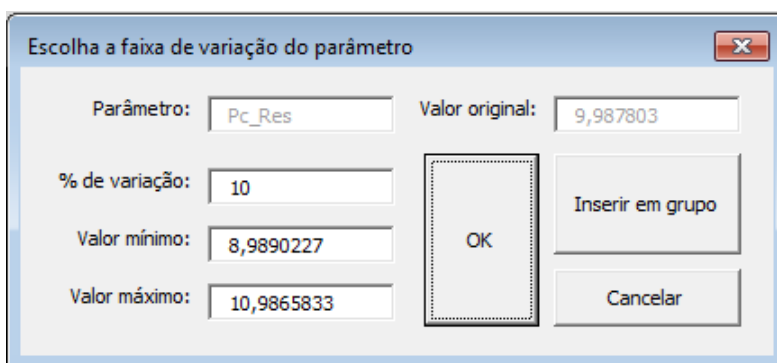 Escolha a faixa de variação do parâmetro
Parâmetro: Pc_Res Valor original: 9,987803
% de variação: 10
Inserir em grupo
Valor mínimo: 8,9890227
OK
Valor máximo: 10,9865833
Cancelar